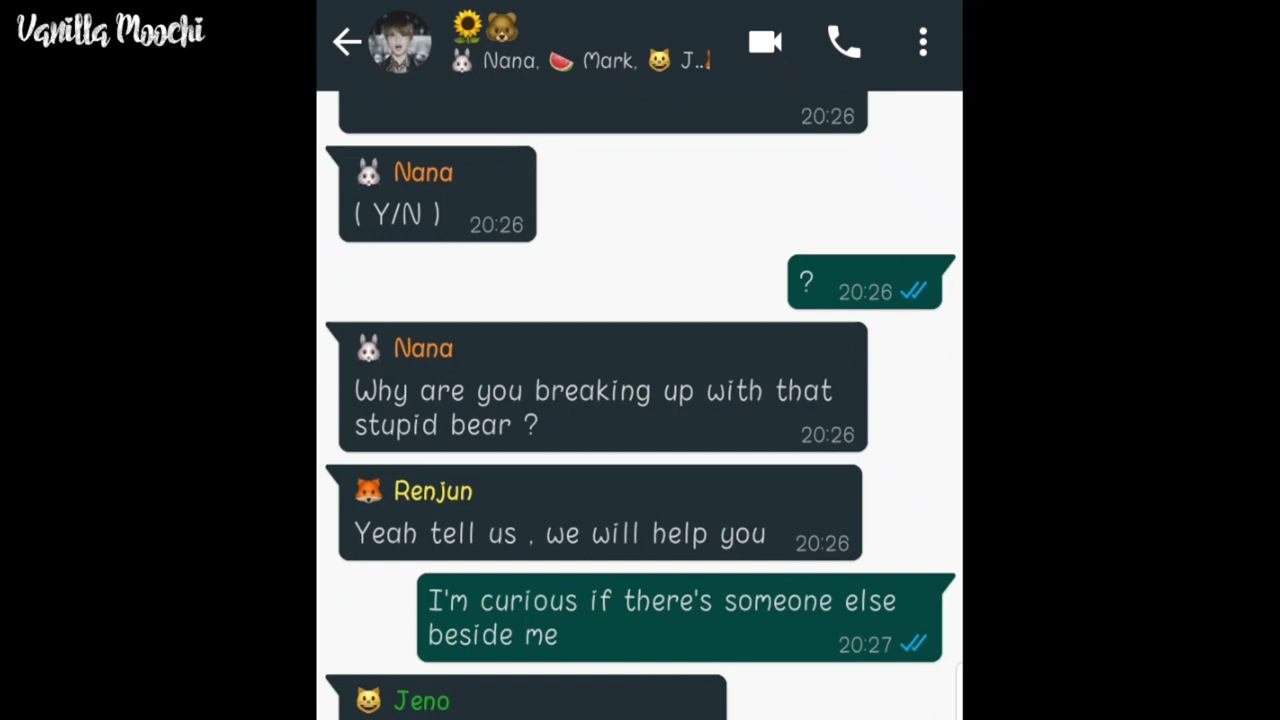 Vanilla Moochi
Nana, Mark, J..
20:26
Nana
( Y/N )
20:26
?
20:26
Nana
Why are you breaking up with that
stupid bear ?
20:26
Renjun
Yeah tell us , we will help you
20:26
I'm curious if there's someone else
beside me
20:27
Jeno